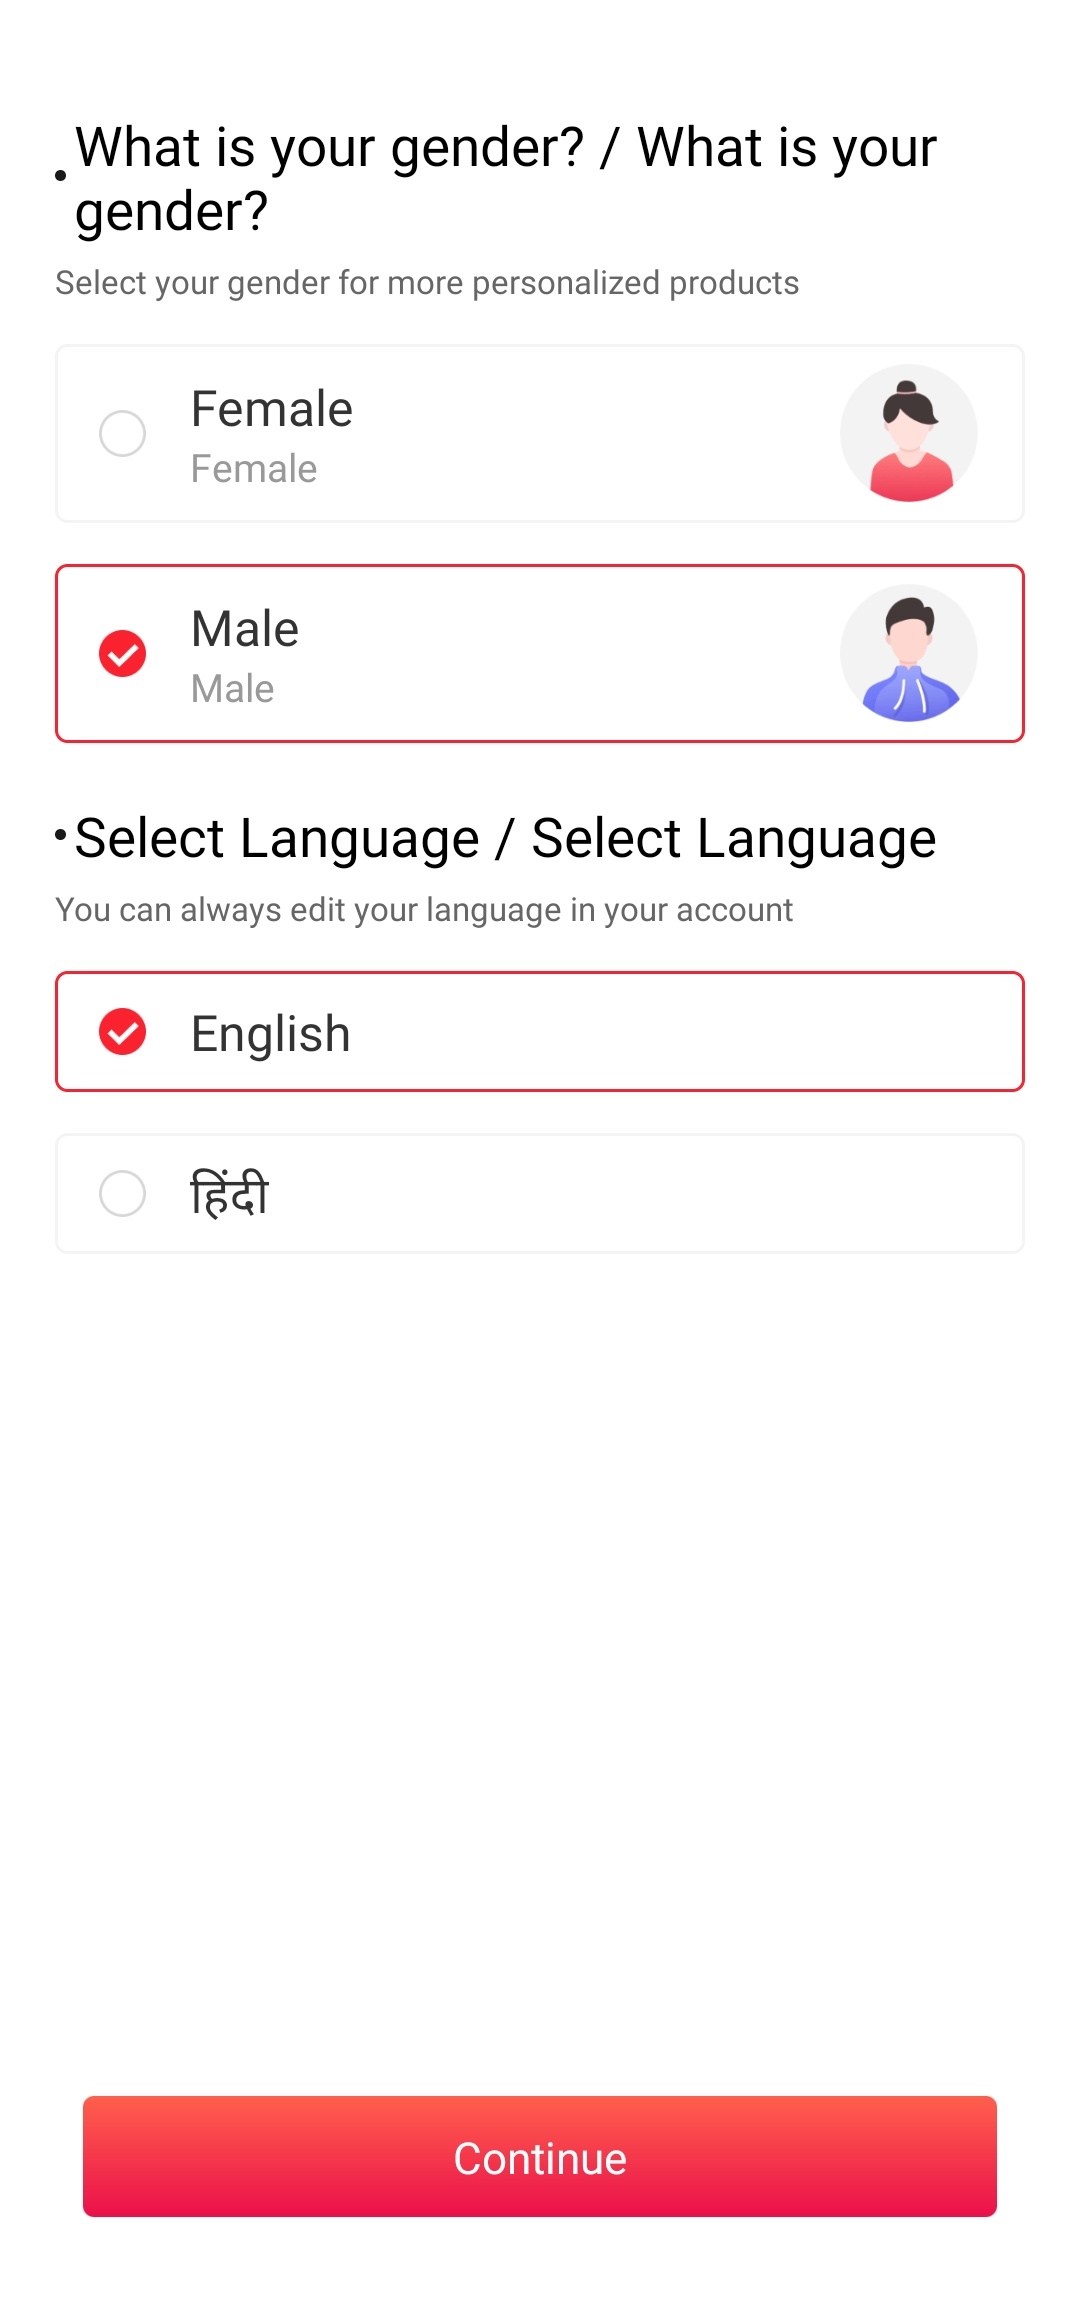 What is your gender? / What is your
gender?
Select your gender for more personalized products
Female
Female
Male
Male
Select Language / Select Language
You can always edit your language in your account
English
हिंदी
Continue